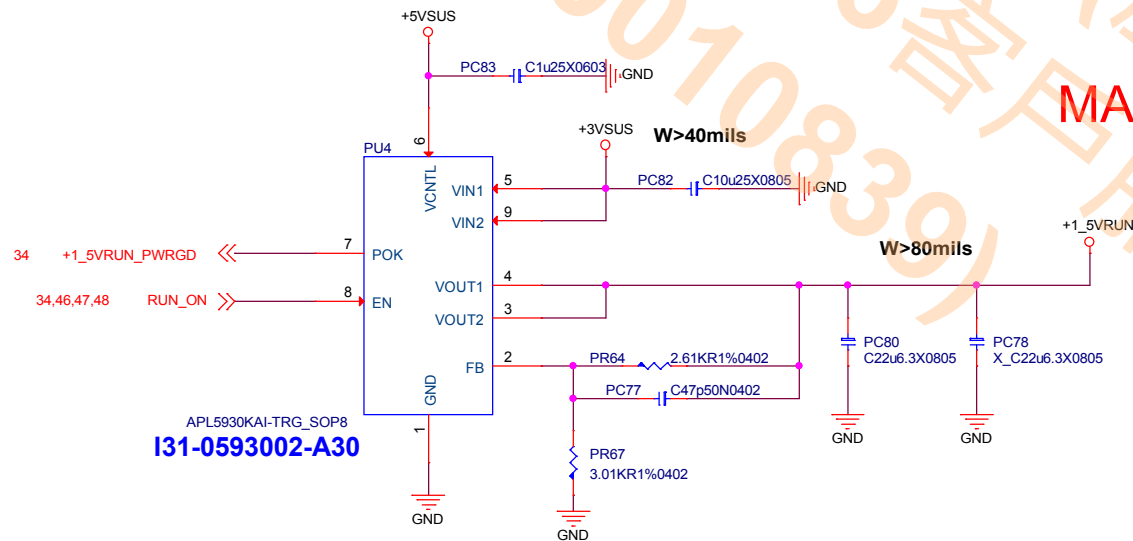 +5VSUS
PC83 C1u25X0603
GND
+3VSUS
W>40mils
MA
6
PU4
VCNTL
VIN1 5
PC82 C10u25X0805
GND
VIN2 9
+1_5VRUN
W>80mils
34 +1_5VRUN_PWRGD 7 POK
VOUT1 4
34,46,47,48 RUN_ON 8 EN
VOUT2 3
PC80
C22u6.3X0805
PC78
X_C22u6.3X0805
FB 2
PR64 2.61KR1%0402
PC77 C47p50N0402
GND
1
APL5930KAI-TRG_SOP8
I31-0593002-A30
GND
GND
PR67
3.01KR1%0402
GND
GND
客户
0010839)